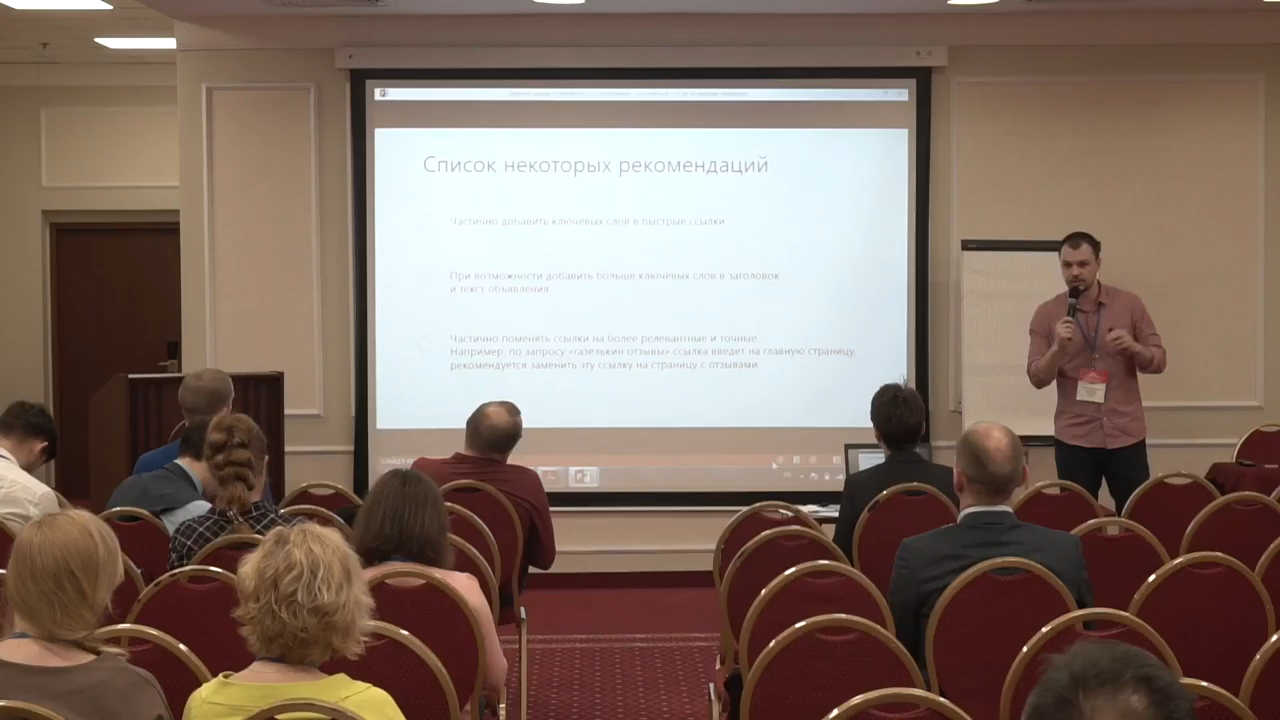 Список некоторых рекомендаций
Частично добавить ключевых слов в быстрые ссылки
При возможности добавить больше ключевых слов в заголовок
и текст объявления
Частично поменять ссылки на более релевантные и точные.
Например, по запросу «газелькин отзывы» ссылка введет на главную страницу,
рекомендуется заменить эту ссылку на страницу с отзывами